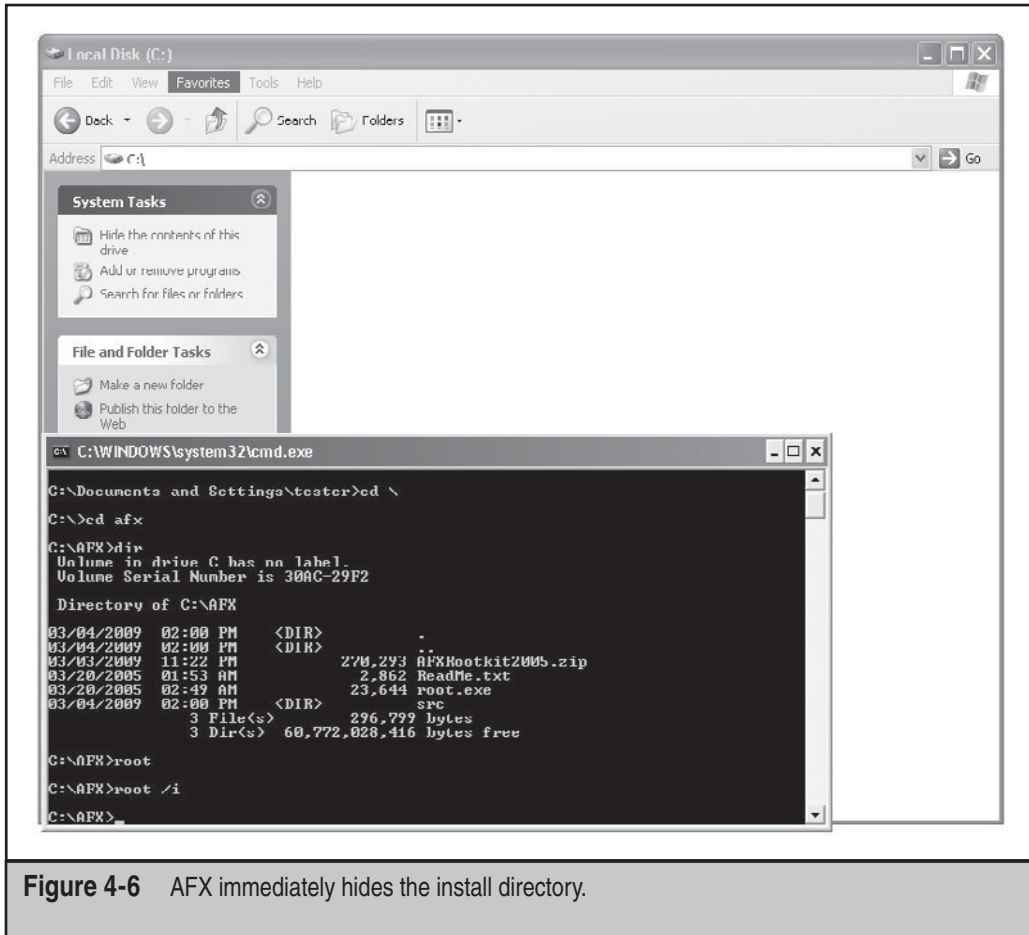 Local Disk (C:)
File Edit View Favorites Tools Help
Back Search Folders
Address C:\ Go
System Tasks
Hide the contents of this
drive
Add or remove programs
Search for files or folders
File and Folder Tasks
Make a new folder
Publish this folder to the
Web
C:\WINDOWS\system32\cmd.exe
C:\Documents and Settings\tester>cd \
C:\>cd afx
C:\AFX>dir
Volume in drive C has no label.
Volume Serial Number is 30AC-29F2
Directory of C:\AFX
03/04/2009 02:00 PM <DIR> .
03/04/2009 02:00 PM <DIR> ..
03/03/2009 11:22 PM 270,293 AFXRootkit2005.zip
03/20/2005 01:53 AM 2,862 ReadMe.txt
03/20/2005 02:49 AM 23,644 root.exe
03/04/2009 02:00 PM <DIR> src
3 File(s) 296,799 bytes
3 Dir(s) 60,772,028,416 bytes free
C:\AFX>root
C:\AFX>root /i
C:\AFX>_
Figure 4-6 AFX immediately hides the install directory.